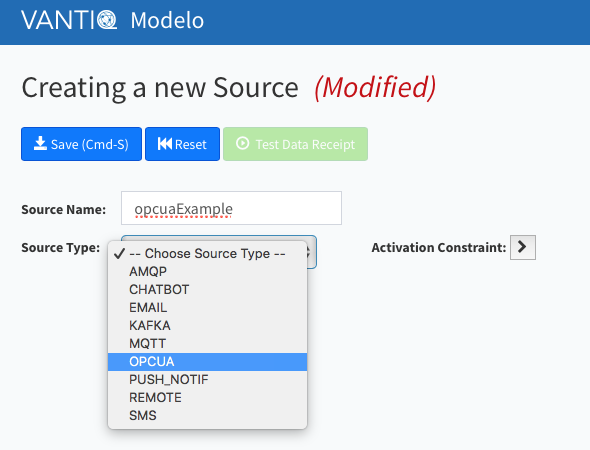 VANTIQ Modelo
Creating a new Source (Modified)
Save (Cmd-S) Reset Test Data Receipt
Source Name: opcuaExample
Source Type: Activation Constraint:
✓ -- Choose Source Type --
AMQP
CHATBOT
EMAIL
KAFKA
MQTT
OPCUA
PUSH_NOTIF
REMOTE
SMS